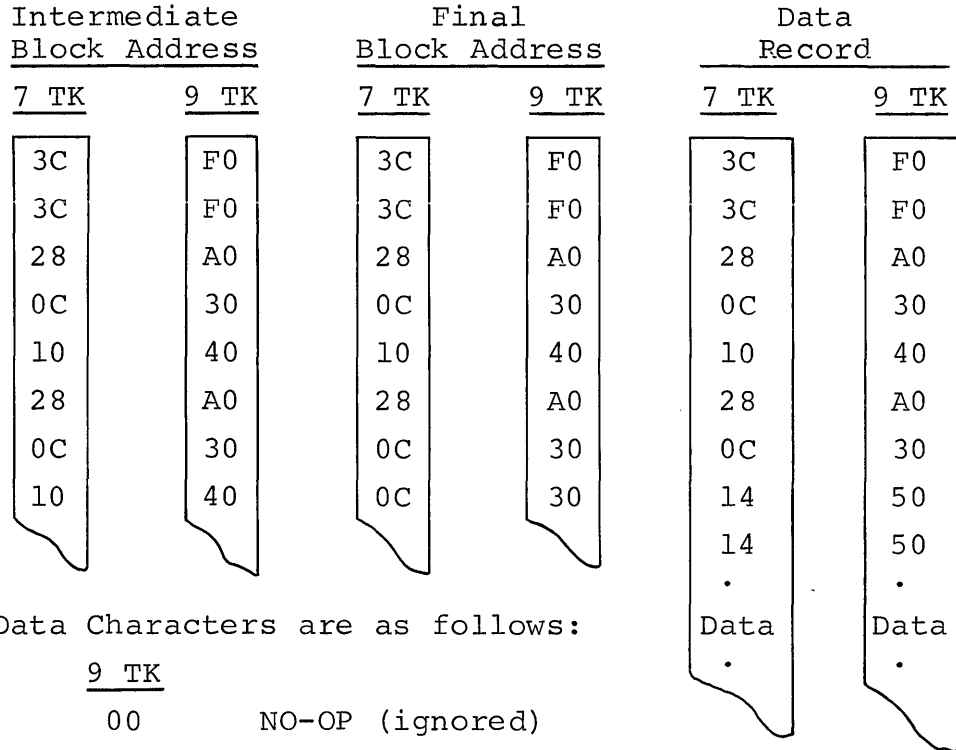 Intermediate Final Data
Block Address Block Address Record
7 TK 9 TK 7 TK 9 TK 7 TK 9 TK
3C F0 3C F0 3C F0
3C F0 3C F0 3C F0
28 A0 28 A0 28 A0
0C 30 0C 30 0C 30
10 40 10 40 10 40
28 A0 28 A0 28 A0
0C 30 0C 30 0C 30
10 40 0C 30 14 50
14 50
. .
Data Characters are as follows: Data Data
9 TK . .
00 NO-OP (ignored)